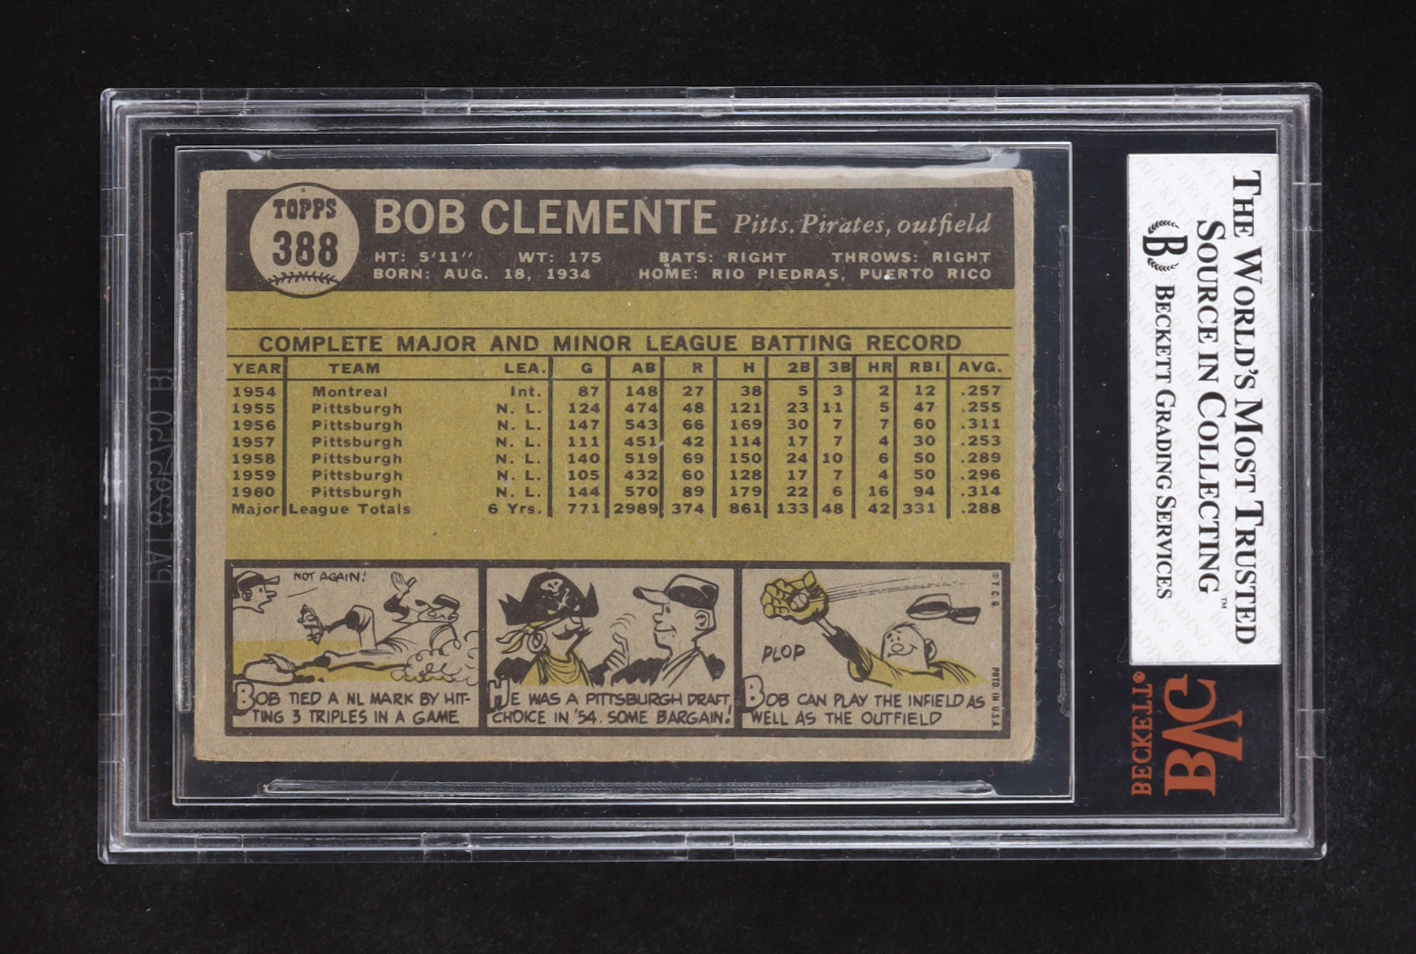 TOPPS
388
BOB CLEMENTE Pitts. Pirates, outfield
HT: 5'11" WT: 175 BATS: RIGHT THROWS: RIGHT
BORN: AUG. 18, 1934 HOME: RIO PIEDRAS, PUERTO RICO
COMPLETE MAJOR AND MINOR LEAGUE BATTING RECORD
YEAR TEAM LEA. G AB R H 2B 3B HR RBI AVG.
1954 Montreal Int. 87 148 27 38 5 3 2 12 .257
1955 Pittsburgh N. L. 124 474 48 121 23 11 5 47 .255
1956 Pittsburgh N. L. 147 543 66 169 30 7 7 60 .311
1957 Pittsburgh N. L. 111 451 42 114 17 7 4 30 .253
1958 Pittsburgh N. L. 140 519 69 150 24 10 6 50 .289
1959 Pittsburgh N. L. 105 432 60 128 17 7 4 50 .296
1960 Pittsburgh N. L. 144 570 89 179 22 6 16 94 .314
Major League Totals 6 Yrs. 771 2989 374 861 133 48 42 331 .288
NOT AGAIN!
BOB TIED A NL MARK BY HIT-
TING 3 TRIPLES IN A GAME
HE WAS A PITTSBURGH DRAFT
CHOICE IN '54. SOME BARGAIN!
PLOP
BOB CAN PLAY THE INFIELD AS
WELL AS THE OUTFIELD
©T.C.G.
PRTD. IN U.S.A.
THE WORLD'S MOST TRUSTED
SOURCE IN COLLECTING™
B BECKETT GRADING SERVICES
BECKETT®
BVG